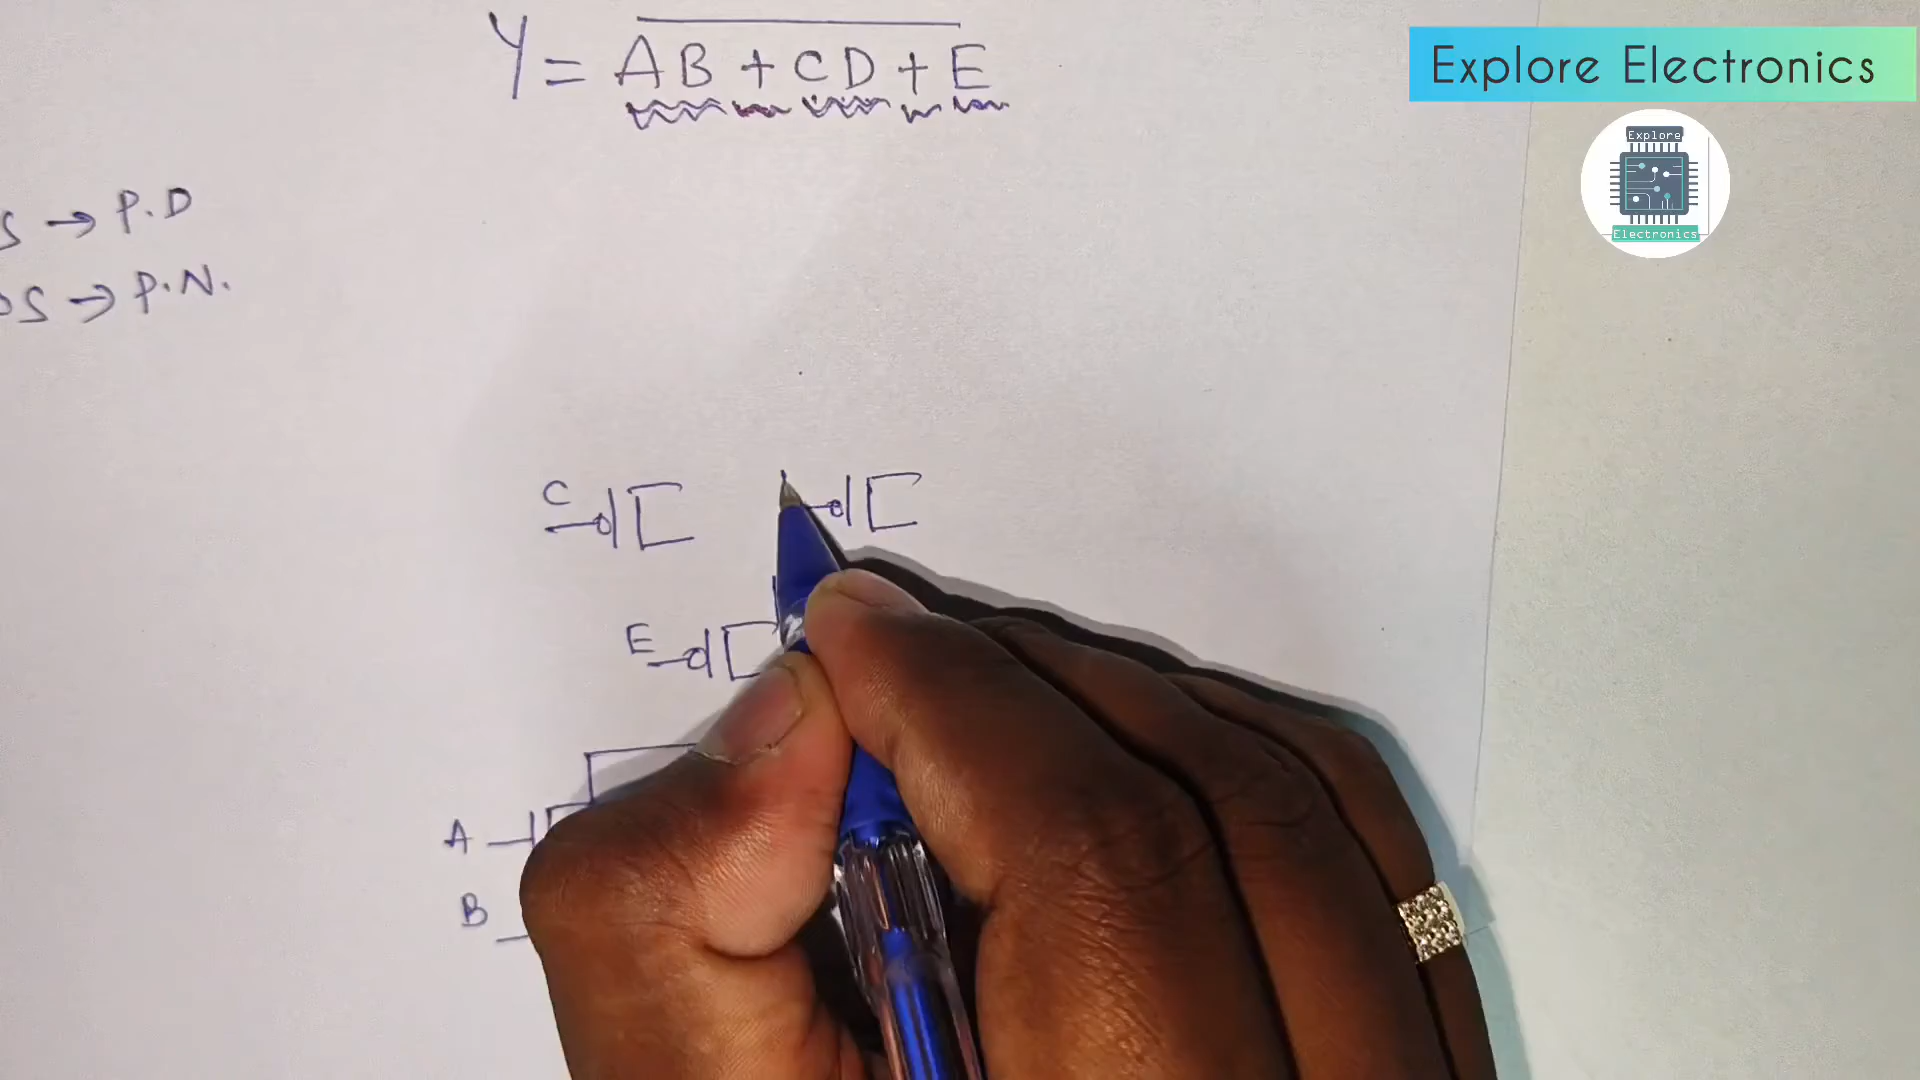 Y = AB + CD + E
Explore Electronics
Explore
Electronics
S → P.D
OS → P.N.
C
E
A
B